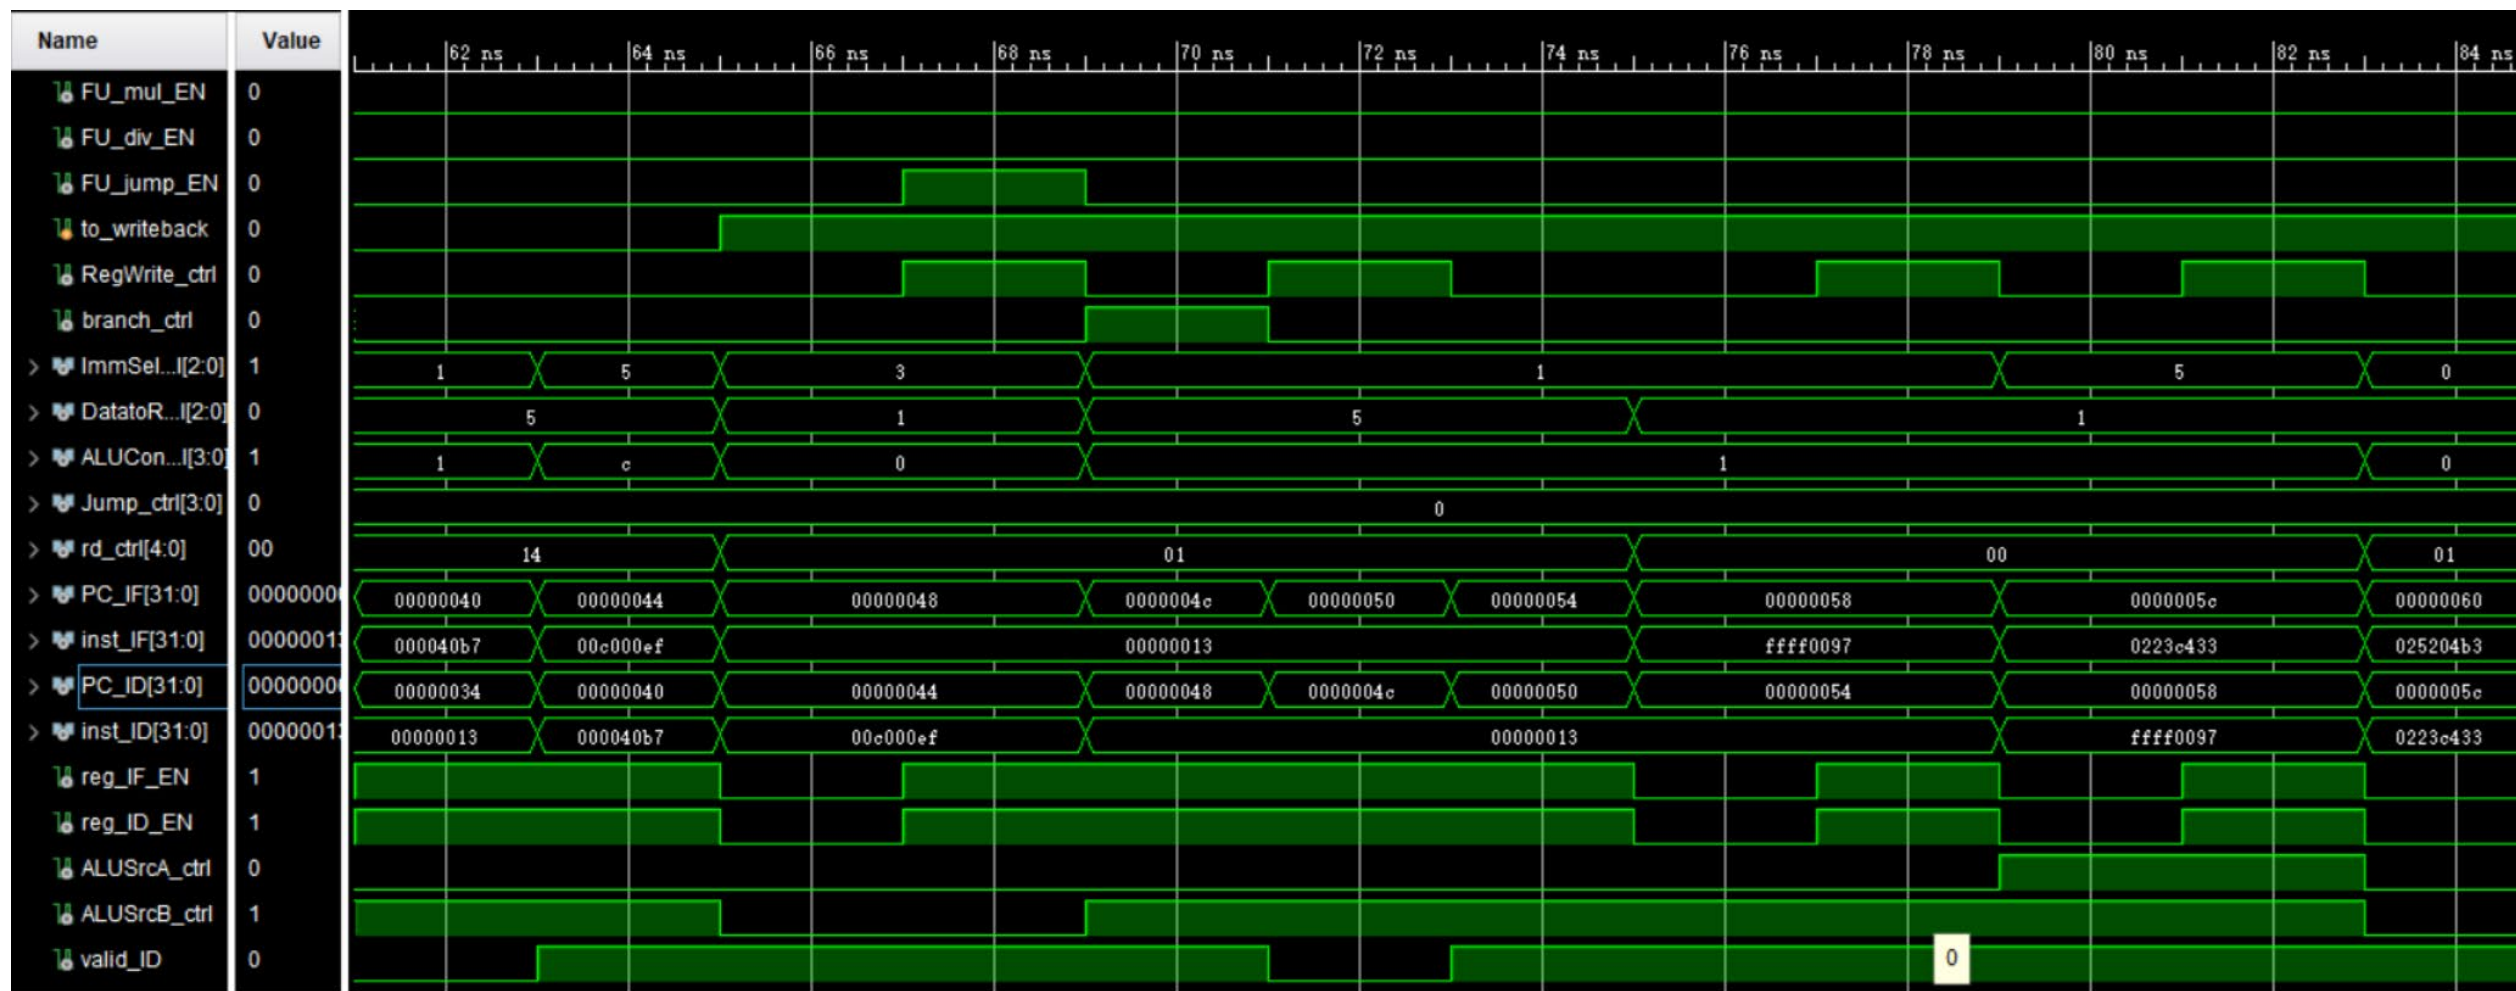 Name Value 62 ns 64 ns 66 ns 68 ns 70 ns 72 ns 74 ns 76 ns 78 ns 80 ns 82 ns 84 ns
FU_mul_EN 0
FU_div_EN 0
FU_jump_EN 0
to_writeback 0
RegWrite_ctrl 0
branch_ctrl 0
ImmSel...l[2:0] 1 1 5 3 1 5 0
DatatoR...l[2:0] 0 5 1 5 1
ALUCon...l[3:0] 1 1 c 0 1 0
Jump_ctrl[3:0] 0 0
rd_ctrl[4:0] 00 14 01 00 01
PC_IF[31:0] 00000000 00000040 00000044 00000048 0000004c 00000050 00000054 00000058 0000005c 00000060
inst_IF[31:0] 00000013 000040b7 00c000ef 00000013 ffff0097 0223c433 025204b3
PC_ID[31:0] 00000000 00000034 00000040 00000044 00000048 0000004c 00000050 00000054 00000058 0000005c
inst_ID[31:0] 00000013 00000013 000040b7 00c000ef 00000013 ffff0097 0223c433
reg_IF_EN 1
reg_ID_EN 1
ALUSrcA_ctrl 0
ALUSrcB_ctrl 1
valid_ID 0 0